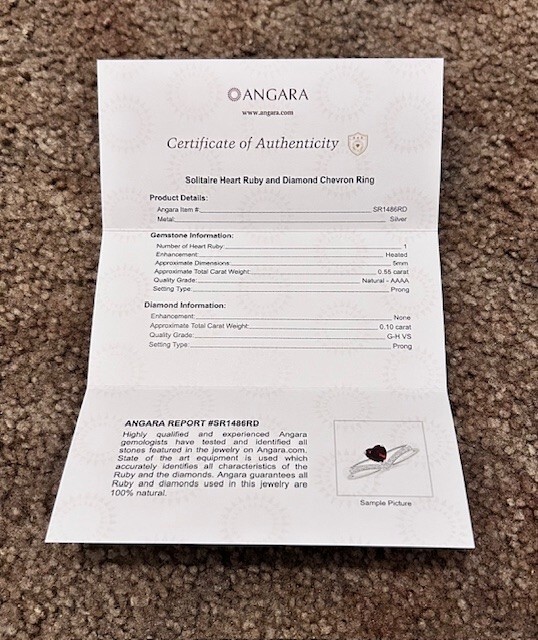 ANGARA
www.angara.com
Certificate of Authenticity
Solitaire Heart Ruby and Diamond Chevron Ring
Product Details:
Angara Item #: SR1486RD
Metal: Silver
Gemstone Information:
Number of Heart Ruby: 1
Enhancement: Heated
Approximate Dimensions: 5mm
Approximate Total Carat Weight: 0.55 carat
Quality Grade: Natural - AAAA
Setting Type: Prong
Diamond Information:
Enhancement: None
Approximate Total Carat Weight: 0.10 carat
Quality Grade: G-H VS
Setting Type: Prong
ANGARA REPORT #SR1486RD
Highly qualified and experienced Angara
gemologists have tested and identified all
stones featured in the jewelry on Angara.com.
State of the art equipment is used which
accurately identifies all characteristics of the
Ruby and the diamonds. Angara guarantees all
Ruby and diamonds used in this jewelry are
100% natural.
Sample Picture